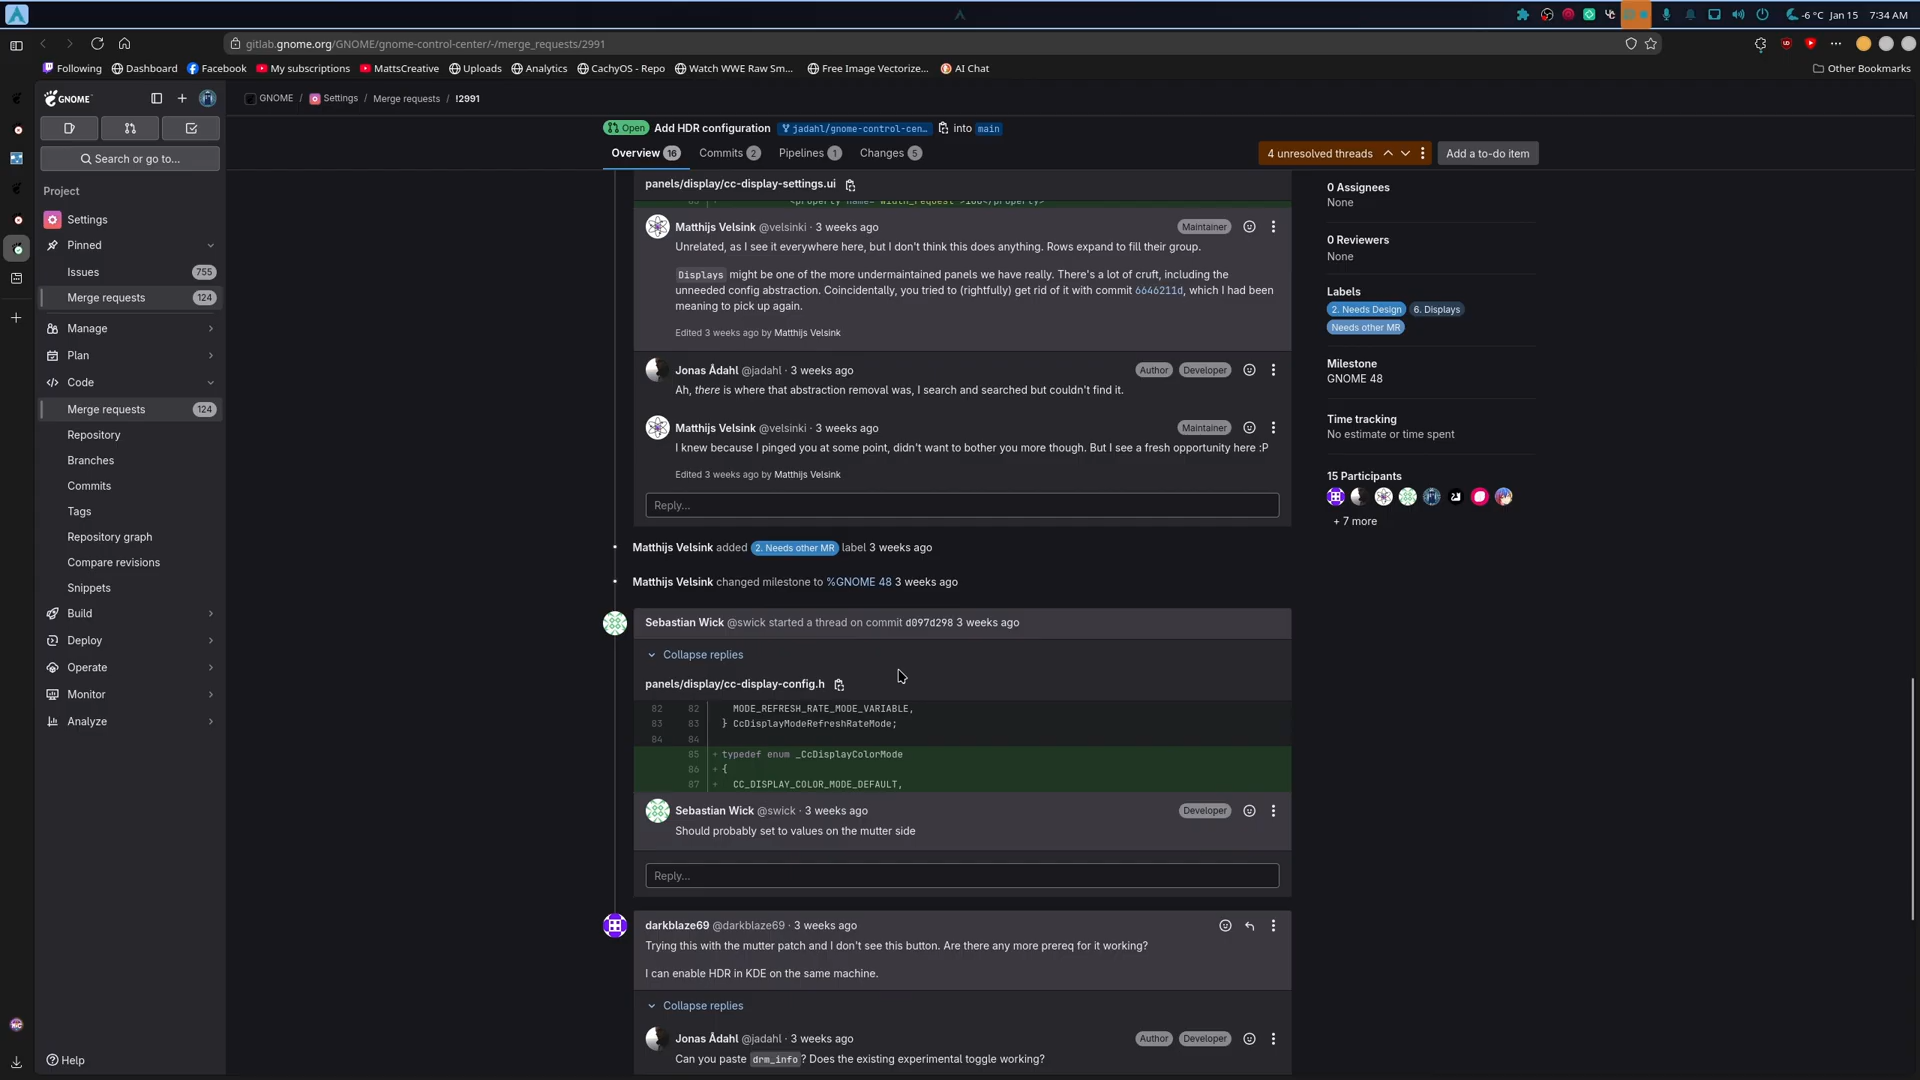 -6 °C Jan 15 7:34 AM
gitlab.gnome.org/GNOME/gnome-control-center/-/merge_requests/2991
Following Dashboard Facebook My subscriptions MattsCreative Uploads Analytics CachyOS - Repo Watch WWE Raw Sm... Free Image Vectorize... AI Chat Other Bookmarks
GNOME
GNOME / Settings / Merge requests / !2991
Open Add HDR configuration jadahl/gnome-control-cen... into main
Search or go to...
Overview 16 Commits 2 Pipelines 1 Changes 5 4 unresolved threads Add a to-do item
Project
Settings
Pinned
Issues 755
Merge requests 124
Manage
Plan
Code
Merge requests 124
Repository
Branches
Commits
Tags
Repository graph
Compare revisions
Snippets
Build
Deploy
Operate
Monitor
Analyze
Help
panels/display/cc-display-settings.ui
Matthijs Velsink @velsinki · 3 weeks ago Maintainer
Unrelated, as I see it everywhere here, but I don't think this does anything. Rows expand to fill their group.
Displays might be one of the more undermaintained panels we have really. There's a lot of cruft, including the
unneeded config abstraction. Coincidentally, you tried to (rightfully) get rid of it with commit 6646211d, which I had been
meaning to pick up again.
Edited 3 weeks ago by Matthijs Velsink
Jonas Ådahl @jadahl · 3 weeks ago Author Developer
Ah, there is where that abstraction removal was, I search and searched but couldn't find it.
Matthijs Velsink @velsinki · 3 weeks ago Maintainer
I knew because I pinged you at some point, didn't want to bother you more though. But I see a fresh opportunity here :P
Edited 3 weeks ago by Matthijs Velsink
Reply...
Matthijs Velsink added 2. Needs other MR label 3 weeks ago
Matthijs Velsink changed milestone to %GNOME 48 3 weeks ago
Sebastian Wick @swick started a thread on commit d097d298 3 weeks ago
Collapse replies
panels/display/cc-display-config.h
82 82 MODE_REFRESH_RATE_MODE_VARIABLE,
83 83 } CcDisplayModeRefreshRateMode;
84 84
85 + typedef enum _CcDisplayColorMode
86 + {
87 + CC_DISPLAY_COLOR_MODE_DEFAULT,
Sebastian Wick @swick · 3 weeks ago Developer
Should probably set to values on the mutter side
Reply...
darkblaze69 @darkblaze69 · 3 weeks ago
Trying this with the mutter patch and I don't see this button. Are there any more prereq for it working?
I can enable HDR in KDE on the same machine.
Collapse replies
Jonas Ådahl @jadahl · 3 weeks ago Author Developer
Can you paste drm_info? Does the existing experimental toggle working?
0 Assignees
None
0 Reviewers
None
Labels
2. Needs Design 6. Displays
Needs other MR
Milestone
GNOME 48
Time tracking
No estimate or time spent
15 Participants
+ 7 more